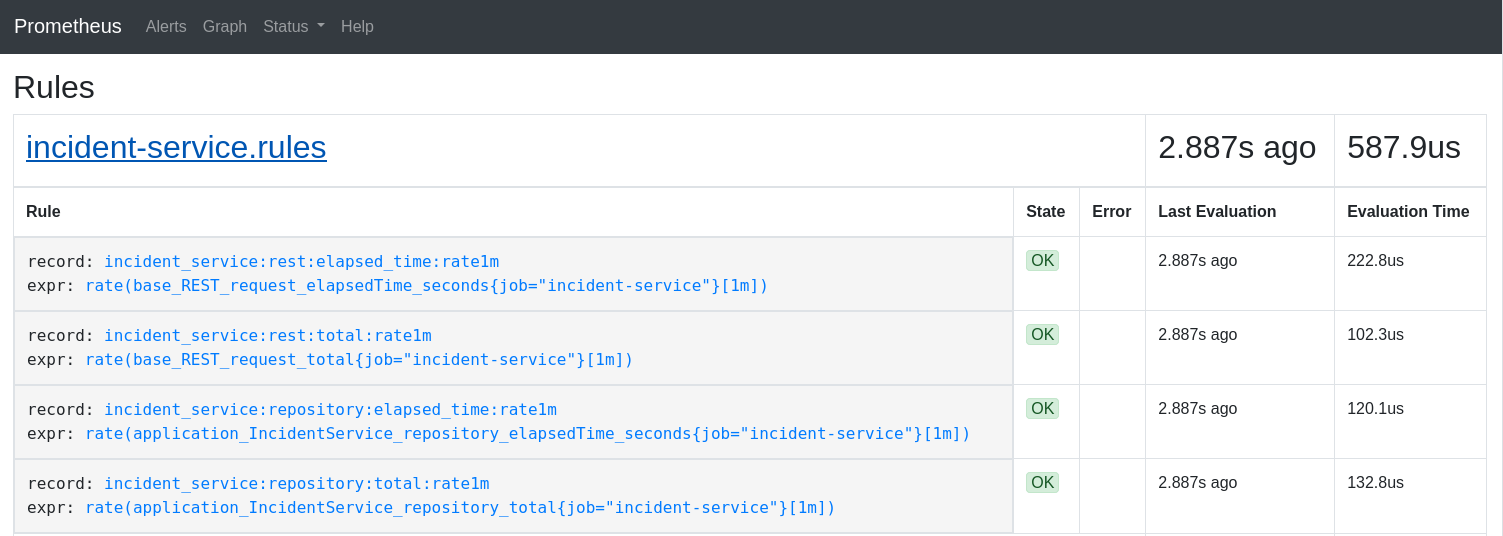 Prometheus Alerts Graph Status Help
Rules
incident-service.rules 2.887s ago 587.9us
Rule State Error Last Evaluation Evaluation Time
record: incident_service:rest:elapsed_time:rate1m OK 2.887s ago 222.8us
expr: rate(base_REST_request_elapsedTime_seconds{job="incident-service"}[1m])
record: incident_service:rest:total:rate1m OK 2.887s ago 102.3us
expr: rate(base_REST_request_total{job="incident-service"}[1m])
record: incident_service:repository:elapsed_time:rate1m OK 2.887s ago 120.1us
expr: rate(application_IncidentService_repository_elapsedTime_seconds{job="incident-service"}[1m])
record: incident_service:repository:total:rate1m OK 2.887s ago 132.8us
expr: rate(application_IncidentService_repository_total{job="incident-service"}[1m])